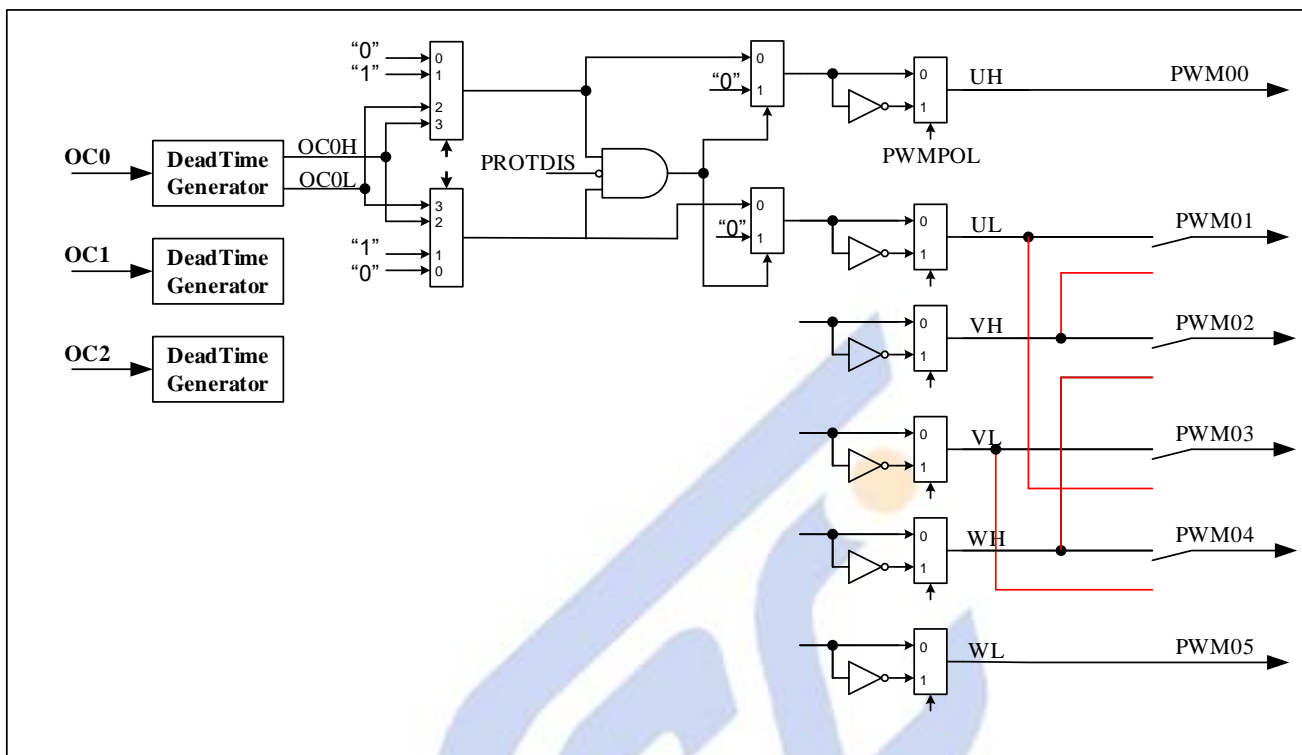 “0”
“1”
0
1
2
3
OC0
DeadTime
Generator
OC0H
OC0L
3
2
1
0
“1”
“0”
PROTDIS
0
1
“0”
0
1
“0”
0
1
UH
PWM00
PWMPOL
0
1
UL
PWM01
OC1
DeadTime
Generator
0
1
VH
PWM02
OC2
DeadTime
Generator
0
1
VL
PWM03
0
1
WH
PWM04
0
1
WL
PWM05